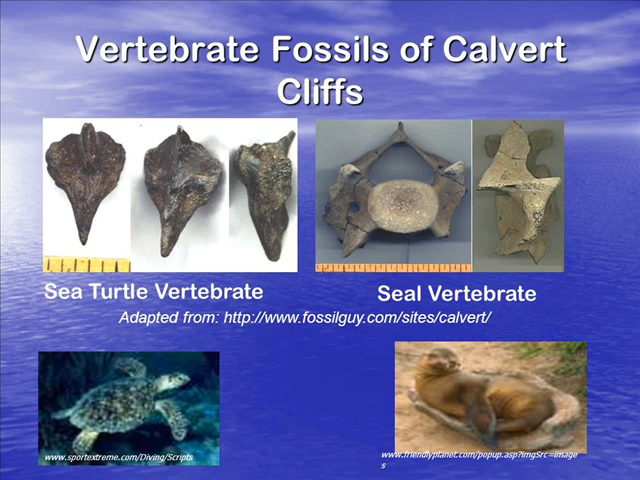 Vertebrate Fossils of Calvert
Cliffs
Sea Turtle Vertebrate
Seal Vertebrate
Adapted from: http://www.fossilguy.com/sites/calvert/
www.sportextreme.com/Diving/Scripts
www.friendlyplanet.com/popup.asp?imgSrc=image
s